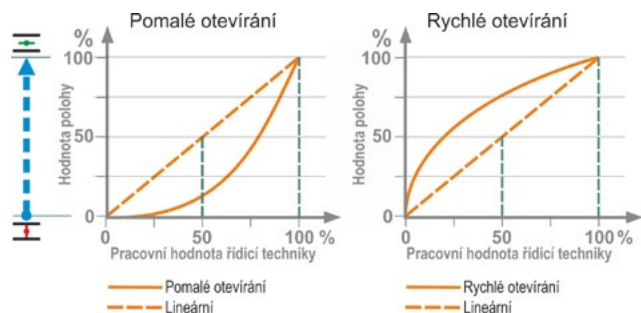 Pomalé otevírání
%
100
50
0
Hodnota polohy
0
50
100 %
Pracovní hodnota řídicí techniky
Pomalé otevírání
Lineární
Rychlé otevírání
%
100
50
0
Hodnota polohy
0
50
100 %
Pracovní hodnota řídicí techniky
Rychlé otevírání
Lineární